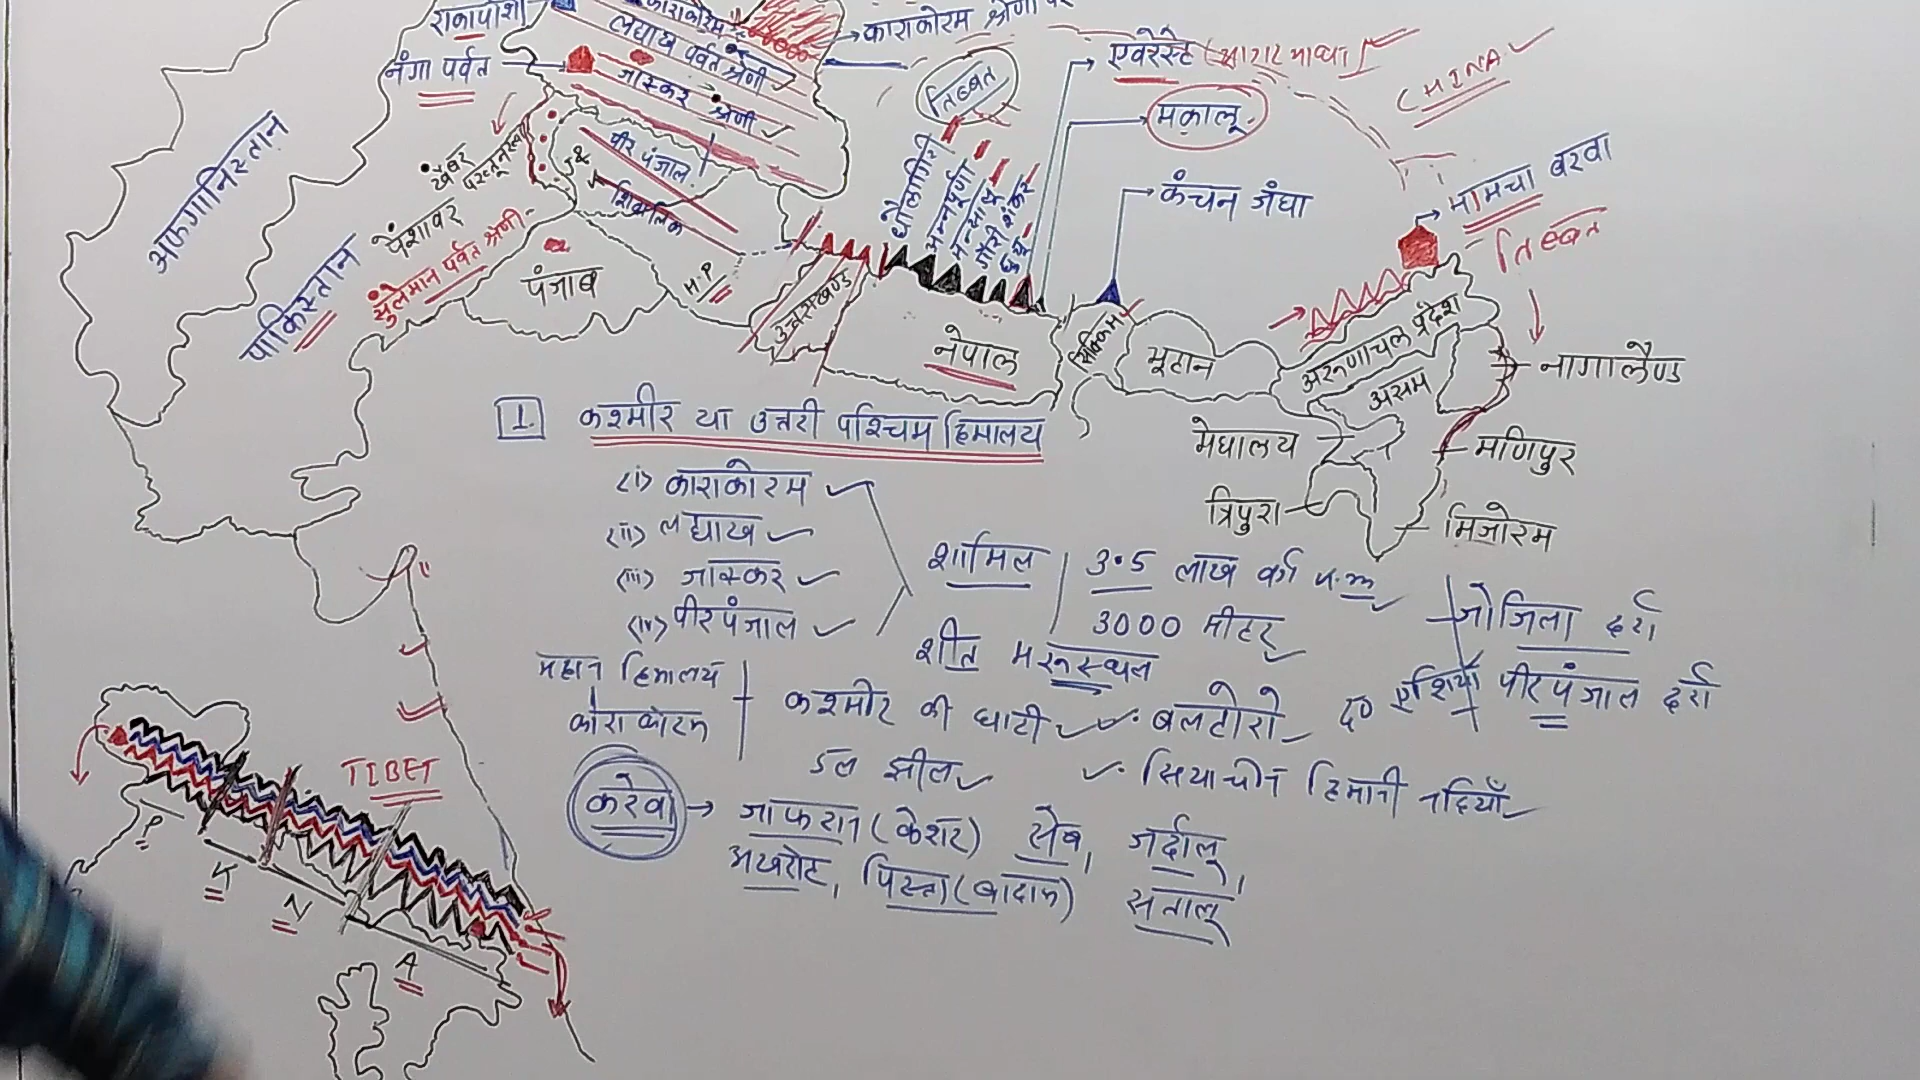 राकापोशी
काराकोरम
काराकोरम श्रेणी
लद्याख पर्वत श्रेणी
नंगा पर्वत
जास्कर श्रेणी
तिब्बत
एवरेस्ट
CHINA
मकालू
पीर पंजाल
J & K
शिवालिक
खैबर
पेशावर
सुलेमान पर्वत श्रेणी
अफगानिस्तान
पाकिस्तान
पंजाब
H.P
उत्तराखण्ड
धौलागिरी
अन्नपूर्णा
कंचन जंघा
नामचा बरवा
तिब्बत
नेपाल
सिक्किम
भूटान
अरूणाचल प्रदेश
असम
नागालैण्ड
मेघालय
मणिपुर
त्रिपुरा
मिजोरम
1. कश्मीर या उत्तरी पश्चिम हिमालय
(i) काराकोरम
(ii) लद्याख
(iii) जास्कर
(iv) पीरपंजाल
शामिल
3.5 लाख वर्ग K.m
3000 मीटर
शीत मरूस्थल
जोजिला दर्रा
पीरपंजाल दर्रा
महान हिमालय
काराकोरम
कश्मीर की घाटी
बलटोरो
द० एशिया
डल झील
सियाचीन हिमानी नदियाँ
करेवा → जाफरान (केशर) सेब, जर्दालू,
अखरोट, पिस्ता (बादाम) सतालू
TIBET
P
K
N
A